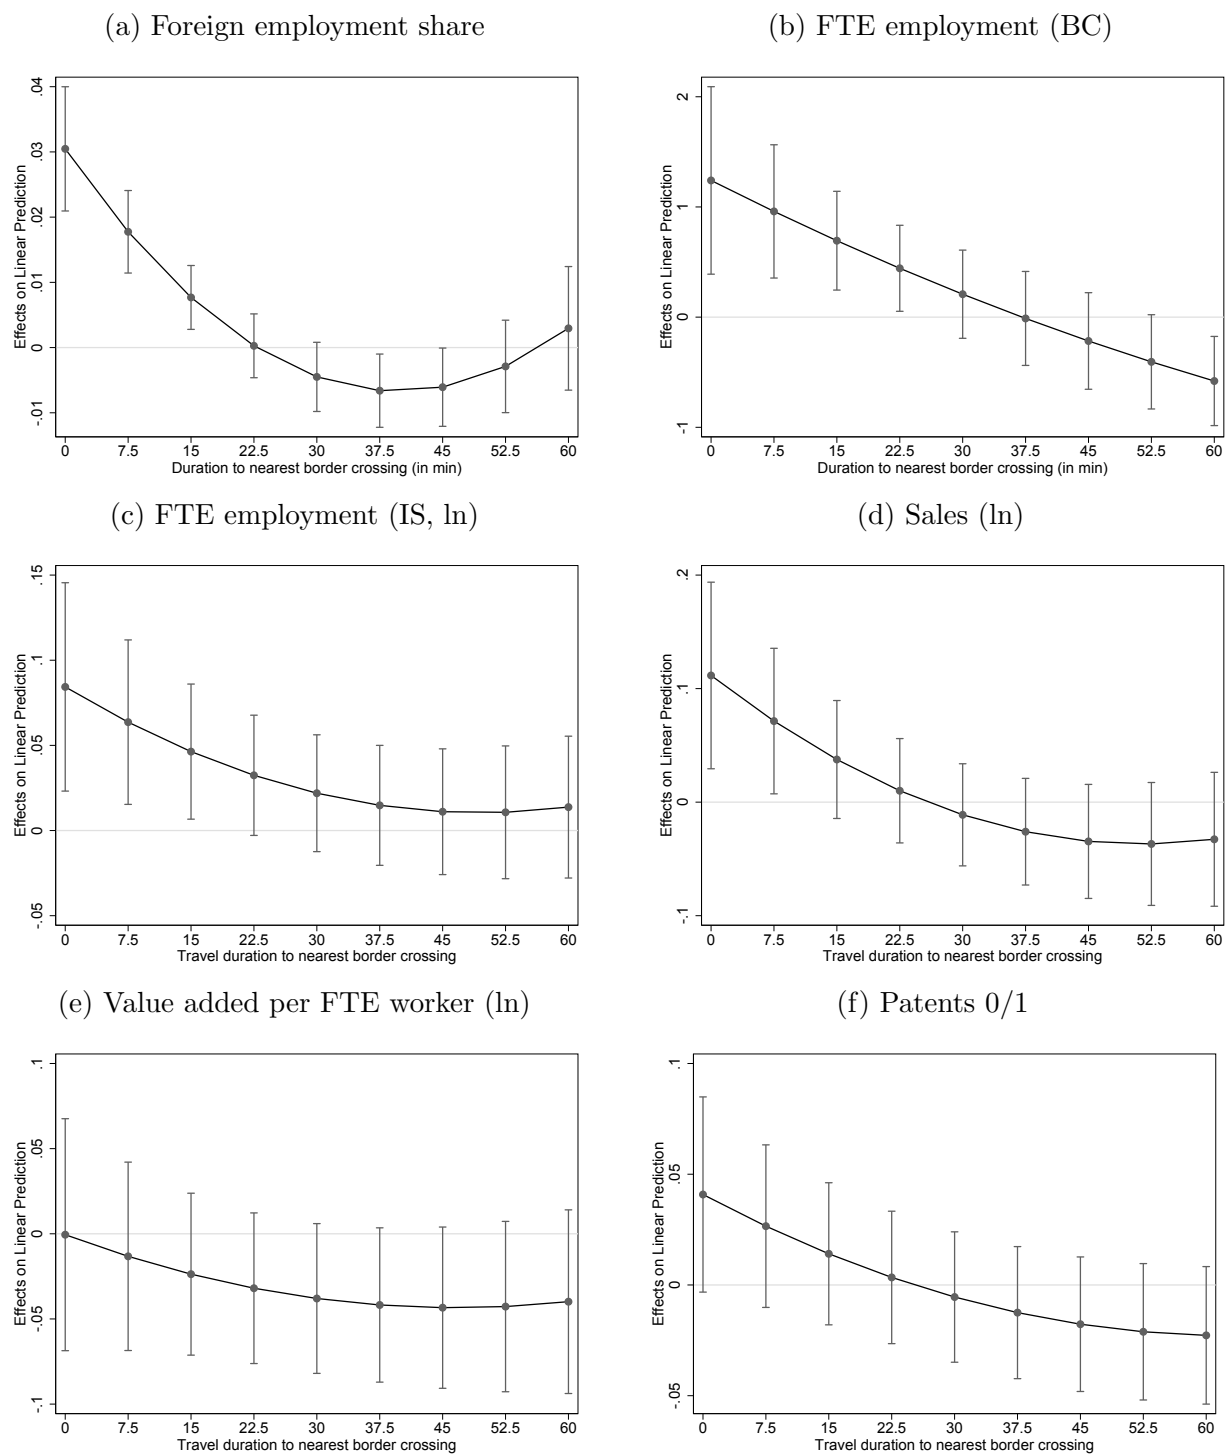 (a) Foreign employment share
Effects on Linear Prediction
.04
.03
.02
.01
0
-.01
0 7.5 15 22.5 30 37.5 45 52.5 60
Duration to nearest border crossing (in min)
(b) FTE employment (BC)
Effects on Linear Prediction
2
1
0
-1
0 7.5 15 22.5 30 37.5 45 52.5 60
Duration to nearest border crossing (in min)
(c) FTE employment (IS, ln)
Effects on Linear Prediction
.15
.1
.05
0
-.05
0 7.5 15 22.5 30 37.5 45 52.5 60
Travel duration to nearest border crossing
(d) Sales (ln)
Effects on Linear Prediction
.2
.1
0
-.1
0 7.5 15 22.5 30 37.5 45 52.5 60
Travel duration to nearest border crossing
(e) Value added per FTE worker (ln)
Effects on Linear Prediction
.1
.05
0
-.05
-.1
0 7.5 15 22.5 30 37.5 45 52.5 60
Travel duration to nearest border crossing
(f) Patents 0/1
Effects on Linear Prediction
.1
.05
0
-.05
0 7.5 15 22.5 30 37.5 45 52.5 60
Travel duration to nearest border crossing